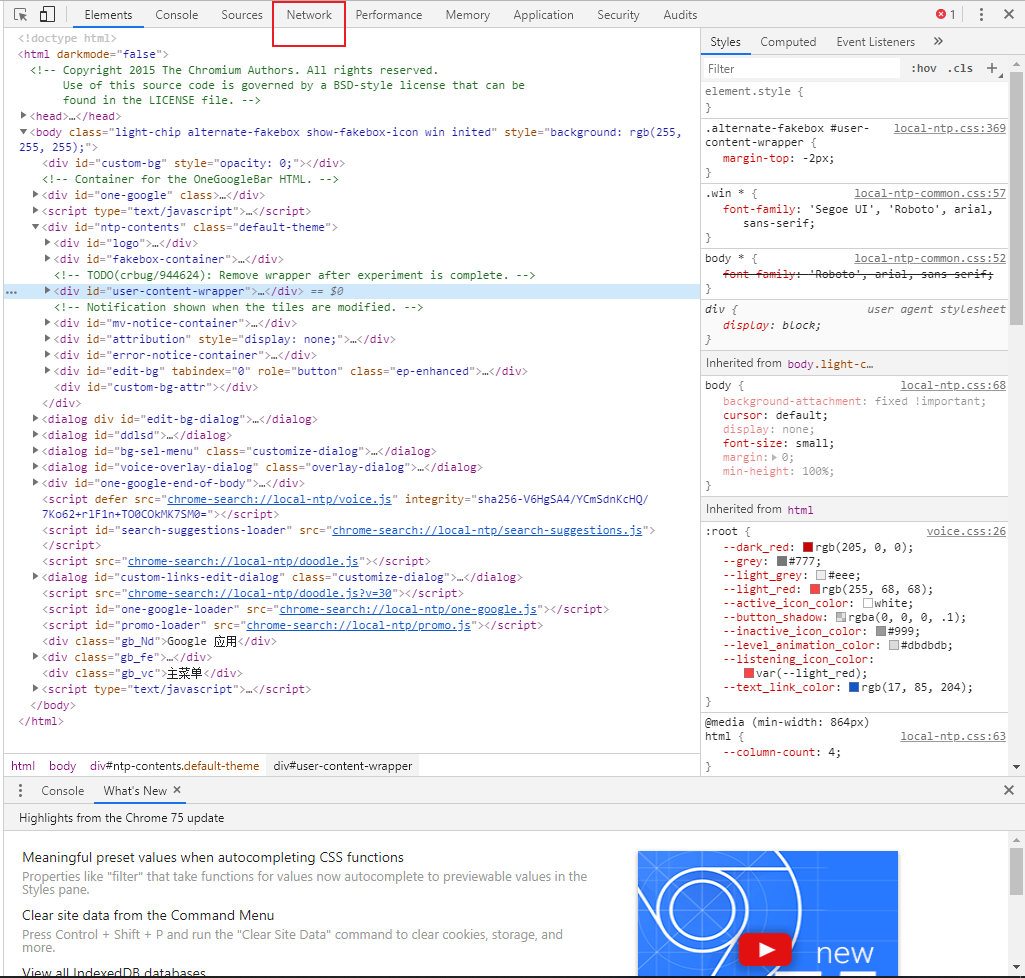 Elements Console Sources Network Performance Memory Application Security Audits 1
<!doctype html>
<html darkmode="false">
<!-- Copyright 2015 The Chromium Authors. All rights reserved.
Use of this source code is governed by a BSD-style license that can be
found in the LICENSE file. -->
<head>…</head>
<body class="light-chip alternate-fakebox show-fakebox-icon win inited" style="background: rgb(255,
255, 255);">
<div id="custom-bg" style="opacity: 0;"></div>
<!-- Container for the OneGoogleBar HTML. -->
<div id="one-google" class>…</div>
<script type="text/javascript">…</script>
<div id="ntp-contents" class="default-theme">
<div id="logo">…</div>
<div id="fakebox-container">…</div>
<!-- TODO(crbug/944624): Remove wrapper after experiment is complete. -->
<div id="user-content-wrapper">…</div> == $0
<!-- Notification shown when the tiles are modified. -->
<div id="mv-notice-container">…</div>
<div id="attribution" style="display: none;">…</div>
<div id="error-notice-container">…</div>
<div id="edit-bg" tabindex="0" role="button" class="ep-enhanced">…</div>
<div id="custom-bg-attr"></div>
</div>
<dialog div id="edit-bg-dialog">…</dialog>
<dialog id="ddlsd">…</dialog>
<dialog id="bg-sel-menu" class="customize-dialog">…</dialog>
<dialog id="voice-overlay-dialog" class="overlay-dialog">…</dialog>
<div id="one-google-end-of-body">…</div>
<script defer src="chrome-search://local-ntp/voice.js" integrity="sha256-V6HgSA4/YCmSdnKcHQ/
7Ko62+rlF1n+TO0COkMK7SM0="></script>
<script id="search-suggestions-loader" src="chrome-search://local-ntp/search-suggestions.js">
</script>
<script src="chrome-search://local-ntp/doodle.js"></script>
<dialog id="custom-links-edit-dialog" class="customize-dialog">…</dialog>
<script src="chrome-search://local-ntp/doodle.js?v=30"></script>
<script id="one-google-loader" src="chrome-search://local-ntp/one-google.js"></script>
<script id="promo-loader" src="chrome-search://local-ntp/promo.js"></script>
<div class="gb_Nd">Google 应用</div>
<div class="gb_fe">…</div>
<div class="gb_vc">主菜单</div>
<script type="text/javascript">…</script>
</body>
</html>
html body div#ntp-contents.default-theme div#user-content-wrapper
Styles Computed Event Listeners »
Filter :hov .cls +
element.style {
}
.alternate-fakebox #user- local-ntp.css:369
content-wrapper {
margin-top: -2px;
}
.win * { local-ntp-common.css:57
font-family: 'Segoe UI', 'Roboto', arial,
sans-serif;
}
body * { local-ntp-common.css:52
font-family: 'Roboto', arial, sans-serif;
}
div { user agent stylesheet
display: block;
}
Inherited from body.light-c…
body { local-ntp.css:68
background-attachment: fixed !important;
cursor: default;
display: none;
font-size: small;
margin: 0;
min-height: 100%;
}
Inherited from html
:root { voice.css:26
--dark_red: rgb(205, 0, 0);
--grey: #777;
--light_grey: #eee;
--light_red: rgb(255, 68, 68);
--active_icon_color: white;
--button_shadow: rgba(0, 0, 0, .1);
--inactive_icon_color: #999;
--level_animation_color: #dbdbdb;
--listening_icon_color:
var(--light_red);
--text_link_color: rgb(17, 85, 204);
}
@media (min-width: 864px)
html { local-ntp.css:63
--column-count: 4;
}
Console What's New ×
Highlights from the Chrome 75 update
Meaningful preset values when autocompleting CSS functions
Properties like "filter" that take functions for values now autocomplete to previewable values in the
Styles pane.
Clear site data from the Command Menu
Press Control + Shift + P and run the "Clear Site Data" command to clear cookies, storage, and
more.
View all IndexedDB databases
new